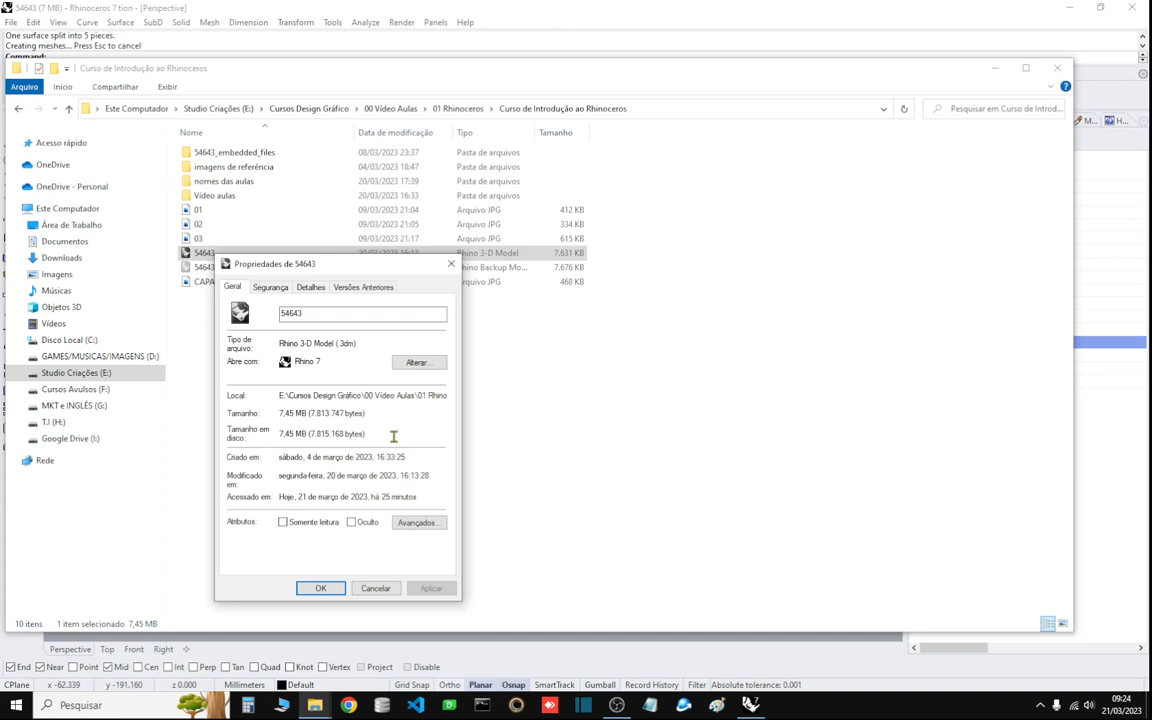 54643 (7 MB) - Rhinoceros 7 tion - [Perspective]
File Edit View Curve Surface SubD Solid Mesh Dimension Transform Tools Analyze Render Panels Help
One surface split into 5 pieces.
Creating meshes... Press Esc to cancel
Command:
Curso de Introdução ao Rhinoceros
Arquivo Início Compartilhar Exibir
Este Computador > Studio Criações (E:) > Cursos Design Gráfico > 00 Vídeo Aulas > 01 Rhinoceros > Curso de Introdução ao Rhinoceros
Pesquisar em Curso de Introd...
M... H...
Nome Data de modificação Tipo Tamanho
Acesso rápido
OneDrive
OneDrive - Personal
Este Computador
Área de Trabalho
Documentos
Downloads
Imagens
Músicas
Objetos 3D
Vídeos
Disco Local (C:)
GAMES/MUSICAS/IMAGENS (D:)
Studio Criações (E:)
Cursos Avulsos (F:)
MKT e INGLÊS (G:)
T.I (H:)
Google Drive (I:)
Rede
54643_embedded_files 08/03/2023 23:37 Pasta de arquivos
imagens de referência 04/03/2023 18:47 Pasta de arquivos
nomes das aulas 20/03/2023 17:39 Pasta de arquivos
Vídeo aulas 20/03/2023 16:33 Pasta de arquivos
01 09/03/2023 21:04 Arquivo JPG 412 KB
02 09/03/2023 21:05 Arquivo JPG 334 KB
03 09/03/2023 21:17 Arquivo JPG 615 KB
54643 20/03/2023 16:13 Rhino 3-D Model 7.631 KB
54643 Rhino Backup Mo... 7.676 KB
CAPA Arquivo JPG 468 KB
Propriedades de 54643
Geral Segurança Detalhes Versões Anteriores
54643
Tipo de arquivo: Rhino 3-D Model (.3dm)
Abre com: Rhino 7 Alterar...
Local: E:\Cursos Design Gráfico\00 Vídeo Aulas\01 Rhino
Tamanho: 7,45 MB (7.813.747 bytes)
Tamanho em disco: 7,45 MB (7.815.168 bytes)
Criado em: sábado, 4 de março de 2023, 16:33:25
Modificado em: segunda-feira, 20 de março de 2023, 16:13:28
Acessado em: Hoje, 21 de março de 2023, há 25 minutos
Atributos: Somente leitura Oculto Avançados...
OK Cancelar Aplicar
10 itens 1 item selecionado 7,45 MB
Perspective Top Front Right
End Near Point Mid Cen Int Perp Tan Quad Knot Vertex Project Disable
CPlane x -62.339 y -191.160 z 0.000 Millimeters Default Grid Snap Ortho Planar Osnap SmartTrack Gumball Record History Filter Absolute tolerance: 0.001
Pesquisar
09:24
21/03/2023